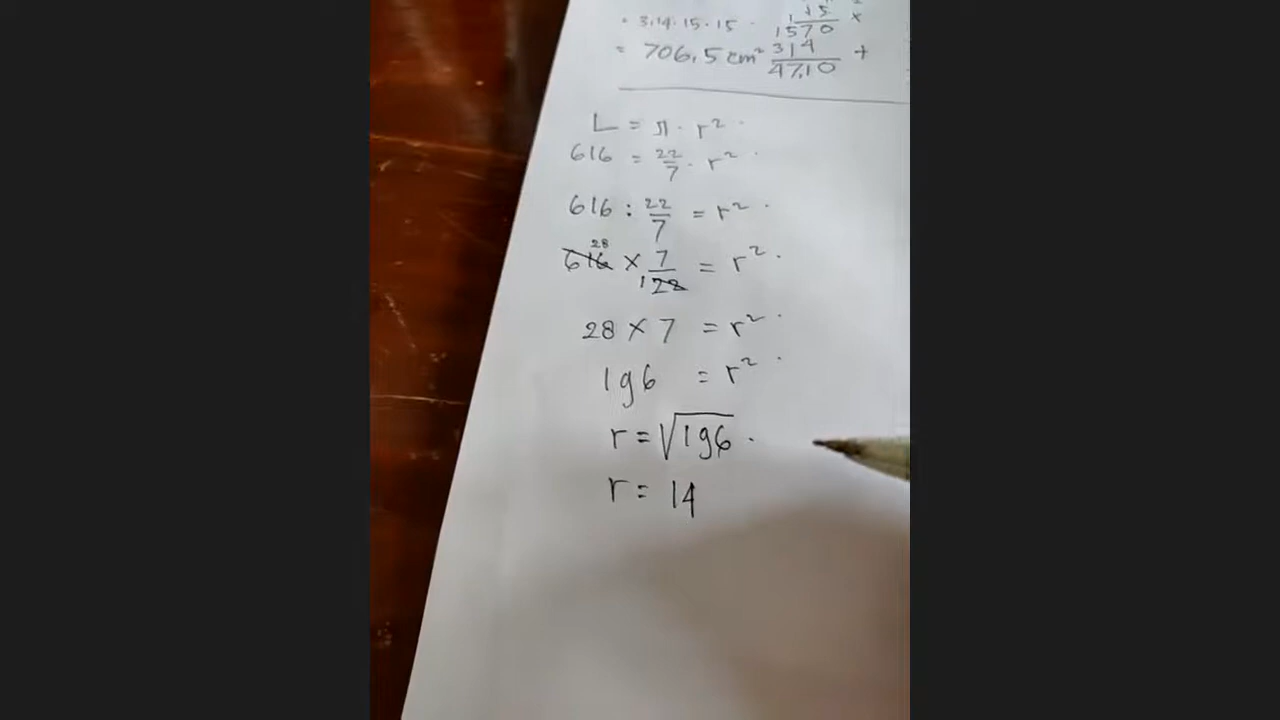 = 3.14.15.15
= 706,5 cm²
15 ×
1570
314 +
4710
L = π . r²
616 = 22/7 . r²
616 : 22/7 = r²
616 28 × 7/22 1 = r²
28 × 7 = r²
196 = r²
r = √196
r = 14